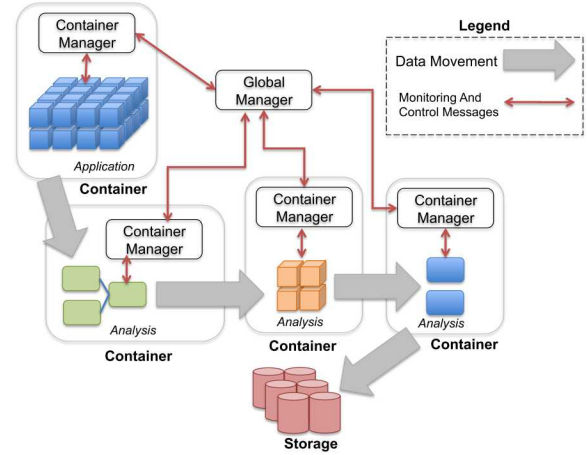 Container
Manager
Application
Container
Global
Manager
Legend
Data Movement
Monitoring And
Control Messages
Container
Manager
Analysis
Container
Container
Manager
Analysis
Container
Container
Manager
Analysis
Container
Storage